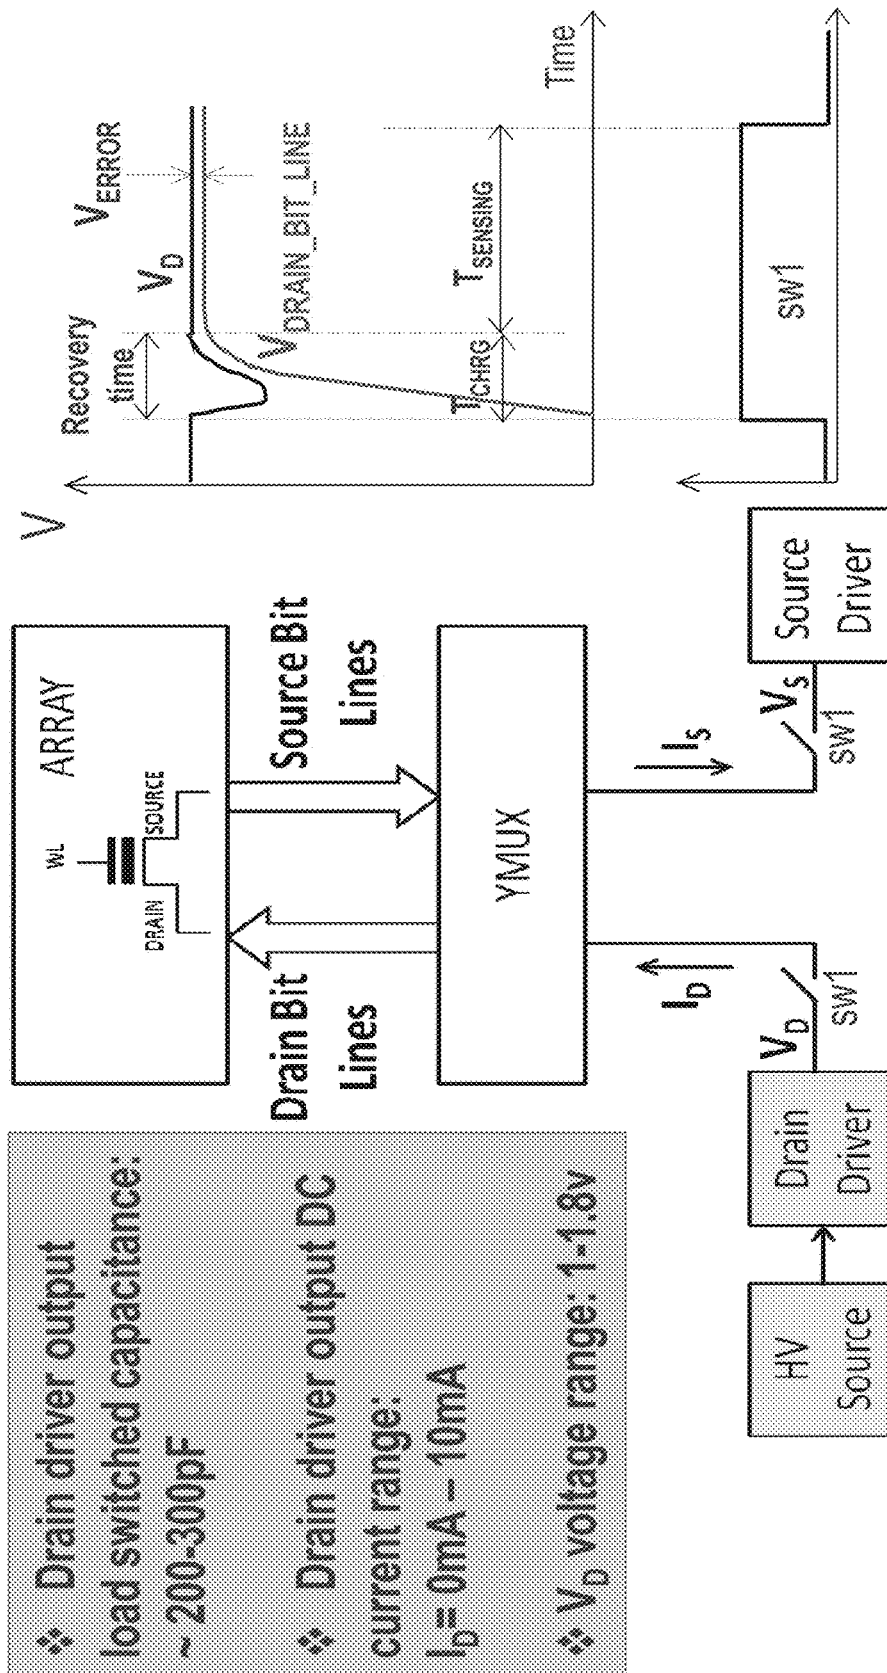 ❖ Drain driver output
load switched capacitance:
~ 200-300pF
❖ Drain driver output DC
current range:
I_D= 0mA – 10mA
❖ V_D voltage range: 1-1.8v
ARRAY
WL
DRAIN
SOURCE
Drain Bit
Lines
Source Bit
Lines
YMUX
I_D
I_S
HV
Source
Drain
Driver
V_D
SW1
V_S
SW1
Source
Driver
V
Recovery
time
V_D
V_ERROR
V_DRAIN_BIT_LINE
T_CHRG
T_SENSING
Time
SW1